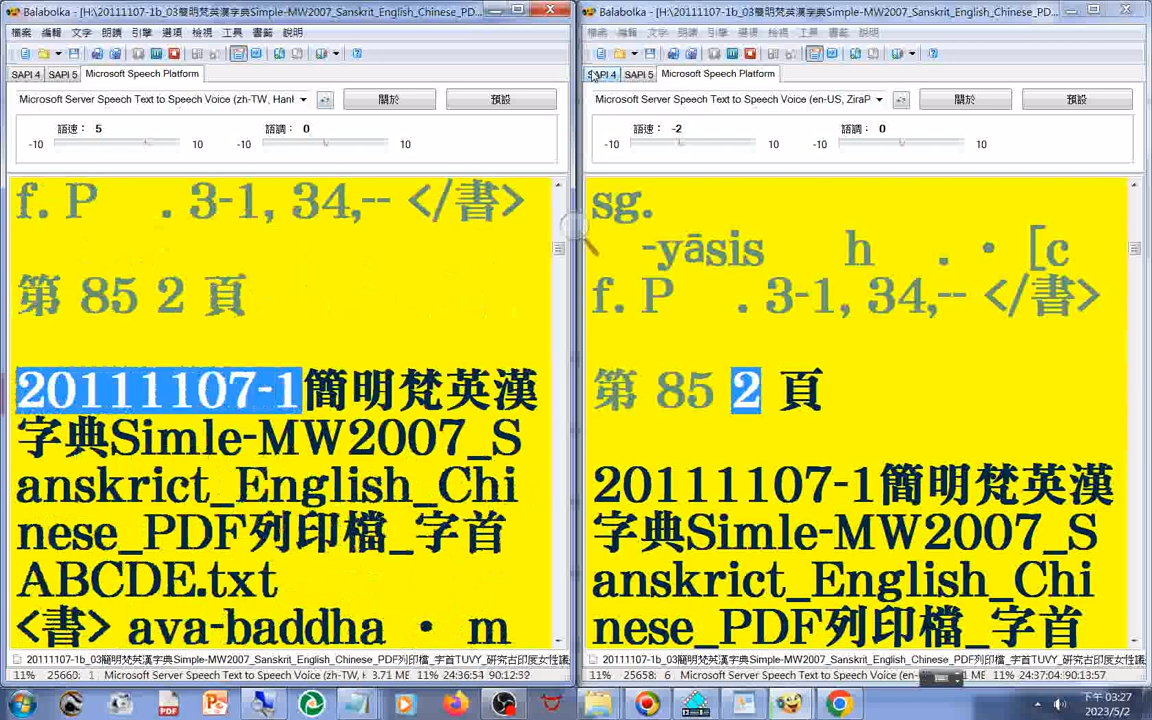 Balabolka - [H:\20111107-1b_03簡明梵英漢字典Simple-MW2007_Sanskrit_English_Chinese_PD...
檔案 編輯 文字 朗讀 引擎 選項 檢視 工具 書籤 說明
SAPI 4 SAPI 5 Microsoft Speech Platform
Microsoft Server Speech Text to Speech Voice (zh-TW, Hanl
關於
預設
語速： 5
語調： 0
-10 10 -10 10
f. P . 3-1, 34,-- </書>
第 85 2 頁
20111107-1簡明梵英漢
字典Simle-MW2007_S
anskrict_English_Chi
nese_PDF列印檔_字首
ABCDE.txt
<書> ava-baddha • m
20111107-1b_03簡明梵英漢字典Simple-MW2007_Sanskrit_English_Chinese_PDF列印檔_字首TUVY_研究古印度女性議
11% 25660: 1 Microsoft Server Speech Text to Speech Voice (zh-TW, H 3.71 ME 11% 24:36:54 90:12:32
Balabolka - [H:\20111107-1b_03簡明梵英漢字典Simple-MW2007_Sanskrit_English_Chinese_PD...
檔案 編輯 文字 朗讀 引擎 選項 檢視 工具 書籤 說明
SAPI 4 SAPI 5 Microsoft Speech Platform
Microsoft Server Speech Text to Speech Voice (en-US, ZiraP
關於
預設
語速： -2
語調： 0
-10 10 -10 10
sg.
-yāsis h . • [c
f. P . 3-1, 34,-- </書>
第 85 2 頁
20111107-1簡明梵英漢
字典Simle-MW2007_S
anskrict_English_Chi
nese_PDF列印檔_字首
20111107-1b_03簡明梵英漢字典Simple-MW2007_Sanskrit_English_Chinese_PDF列印檔_字首TUVY_研究古印度女性議
11% 25658: 6 Microsoft Server Speech Text to Speech Voice (en-U ME 11% 24:37:04 90:13:57
PDF
下午 03:27
2023/5/2